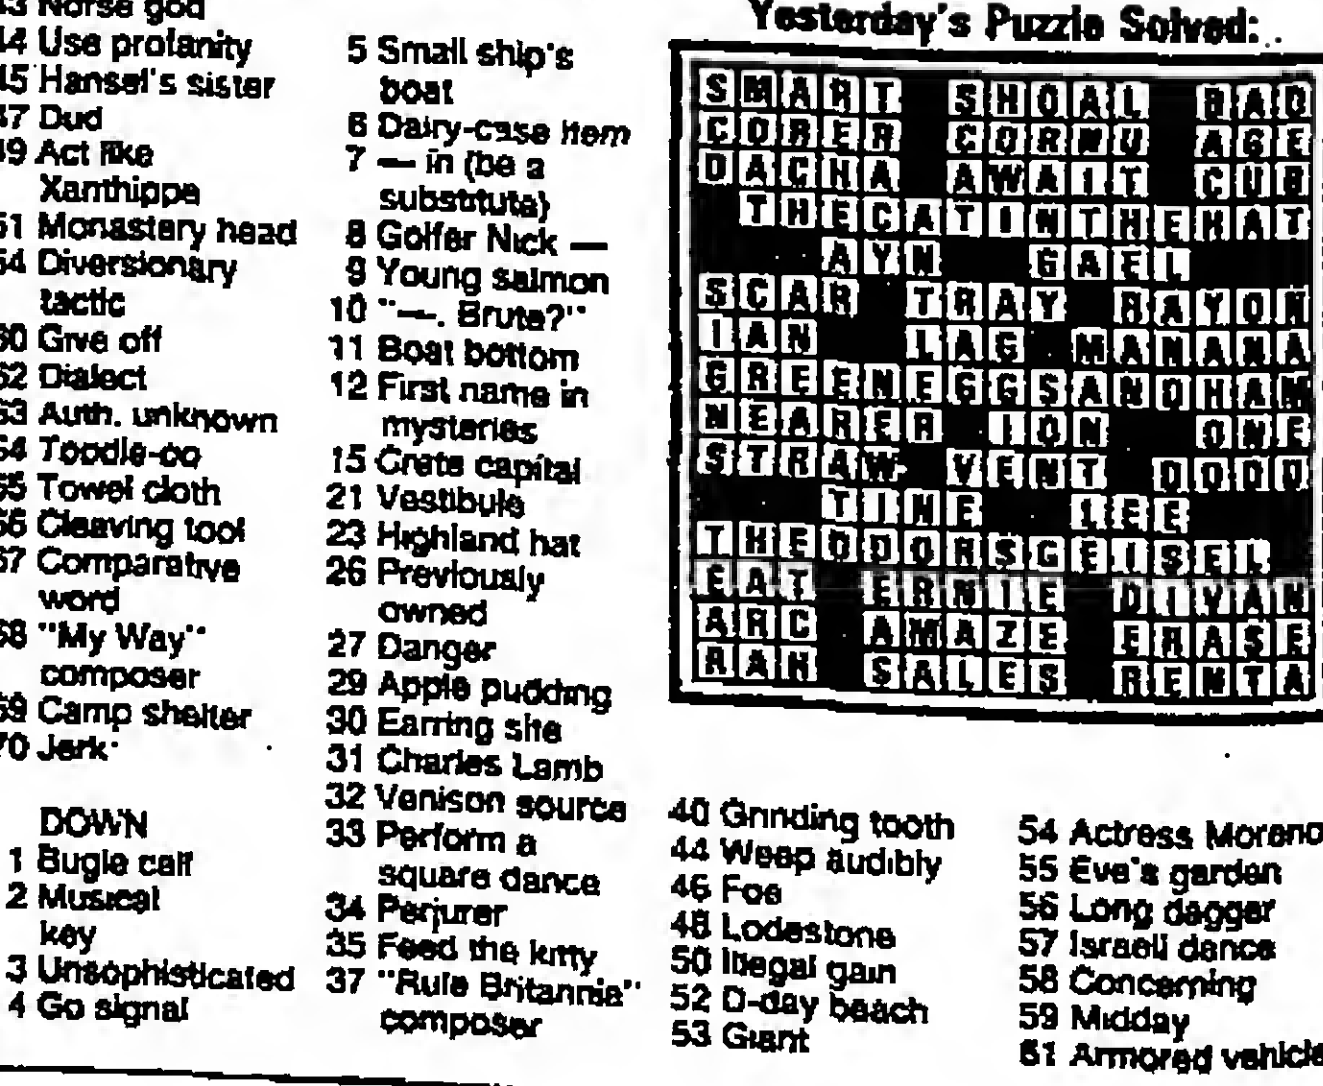 43 Norse god
44 Use profanity
45 Hansel's sister
47 Dud
49 Act like
Xanthippe
51 Monastery head
54 Diversionary
tactic
60 Give off
62 Dialect
63 Auth. unknown
64 Toodle-oo
65 Towel cloth
66 Cleaving tool
67 Comparative
word
68 "My Way"
composer
69 Camp shelter
70 Jerk
DOWN
1 Bugle call
2 Musical
key
3 Unsophisticated
4 Go signal
5 Small ship's
boat
6 Dairy-case item
7 — in (be a
substitute)
8 Golfer Nick —
9 Young salmon
10 "—, Brute?"
11 Boat bottom
12 First name in
mysteries
15 Crete capital
21 Vestibule
23 Highland hat
26 Previously
owned
27 Danger
29 Apple pudding
30 Earring site
31 Charles Lamb
32 Venison source
33 Perform a
square dance
34 Perjurer
35 Feed the kitty
37 "Rule Britannia"
composer
Yesterday's Puzzle Solved:
SMART SHOAL BAD
COBER CORNU AGE
DACHA AWAIT CUB
THECATINTHEHAT
AYN GAEL
SCAR TRAY RAYON
IAN LAG MANANA
GREENEGGSANDHAM
NEARER ION ONE
STRAW VENT DODO
TINE LEE
THEODORSGEISEL
EAT ERNIE DIVAN
ARC AMAZE ERASE
RAH SALES RENTA
40 Grinding tooth
44 Weep audibly
46 Foe
48 Lodestone
50 Illegal gain
52 D-day beach
53 Giant
54 Actress Moreno
55 Eve's garden
56 Long dagger
57 Israeli dance
58 Concerning
59 Midday
61 Armored vehicle